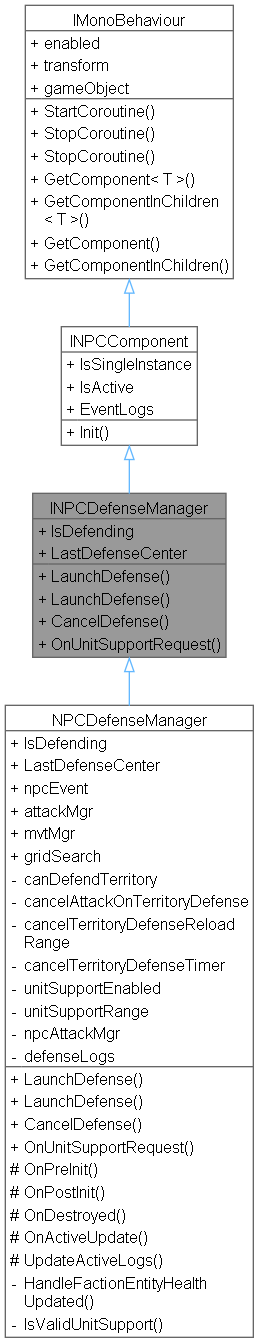 IMonoBehaviour
+ enabled
+ transform
+ gameObject
+ StartCoroutine()
+ StopCoroutine()
+ StopCoroutine()
+ GetComponent< T >()
+ GetComponentInChildren
< T >()
+ GetComponent()
+ GetComponentInChildren()
INPCComponent
+ IsSingleInstance
+ IsActive
+ EventLogs
+ Init()
INPCDefenseManager
+ IsDefending
+ LastDefenseCenter
+ LaunchDefense()
+ LaunchDefense()
+ CancelDefense()
+ OnUnitSupportRequest()
NPCDefenseManager
+ IsDefending
+ LastDefenseCenter
+ npcEvent
+ attackMgr
+ mvtMgr
+ gridSearch
- canDefendTerritory
- cancelAttackOnTerritoryDefense
- cancelTerritoryDefenseReload
Range
- cancelTerritoryDefenseTimer
- unitSupportEnabled
- unitSupportRange
- npcAttackMgr
- defenseLogs
+ LaunchDefense()
+ LaunchDefense()
+ CancelDefense()
+ OnUnitSupportRequest()
# OnPreInit()
# OnPostInit()
# OnDestroyed()
# OnActiveUpdate()
# UpdateActiveLogs()
- HandleFactionEntityHealth
Updated()
- IsValidUnitSupport()